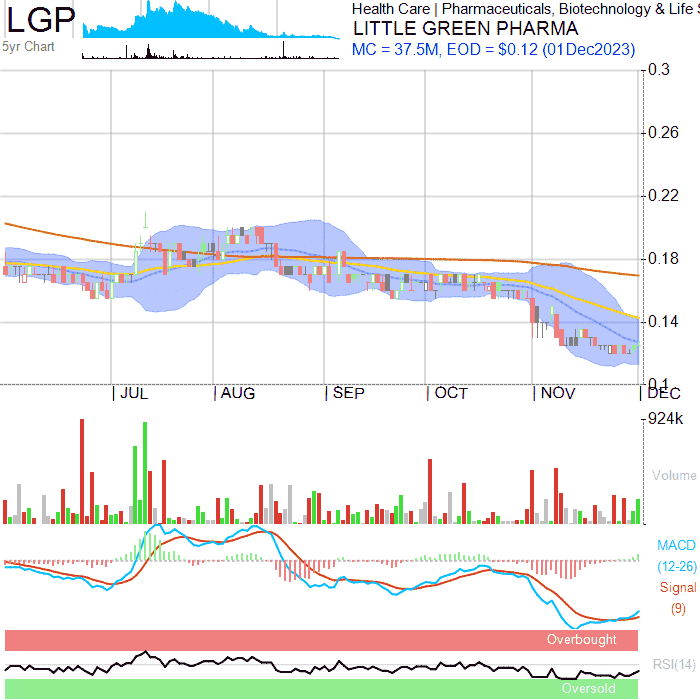 LGP
5yr Chart
Health Care | Pharmaceuticals, Biotechnology & Life
LITTLE GREEN PHARMA
MC = 37.5M, EOD = $0.12 (01Dec2023)
0.3
0.26
0.22
0.18
0.14
0.1
JUL AUG SEP OCT NOV DEC
924k
Volume
MACD
(12-26)
Signal
(9)
Overbought
RSI(14)
Oversold